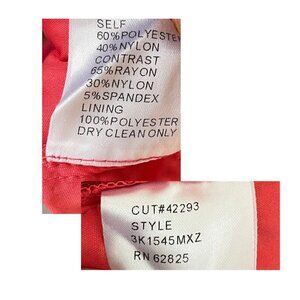 SELF
60%POLYESTER
40%NYLON
CONTRAST
65%RAYON
30%NYLON
5%SPANDEX
LINING
100%POLYESTER
DRY CLEAN ONLY
CUT#42293
STYLE
3K1545MXZ
RN 62825